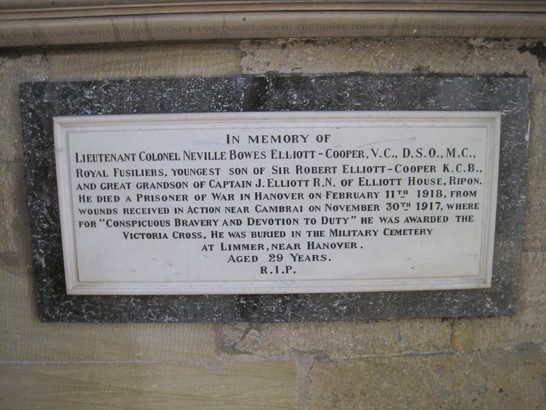 IN MEMORY OF
LIEUTENANT COLONEL NEVILLE BOWES ELLIOTT-COOPER, V.C., D.S.O., M.C.,
ROYAL FUSILIERS, YOUNGEST SON OF SIR ROBERT ELLIOTT-COOPER K.C.B.,
AND GREAT GRANDSON OF CAPTAIN J. ELLIOTT R.N. OF ELLIOTT HOUSE, RIPON.
HE DIED A PRISONER OF WAR IN HANOVER ON FEBRUARY 11TH 1918, FROM
WOUNDS RECEIVED IN ACTION NEAR CAMBRAI ON NOVEMBER 30TH 1917, WHERE
FOR "CONSPICUOUS BRAVERY AND DEVOTION TO DUTY" HE WAS AWARDED THE
VICTORIA CROSS. HE WAS BURIED IN THE MILITARY CEMETERY
AT LIMMER, NEAR HANOVER.
AGED 29 YEARS.
R.I.P.